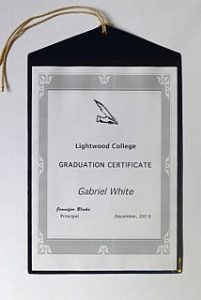 Lightwood College
GRADUATION CERTIFICATE
Gabriel White
Jennifer Blake
Principal December, 2013